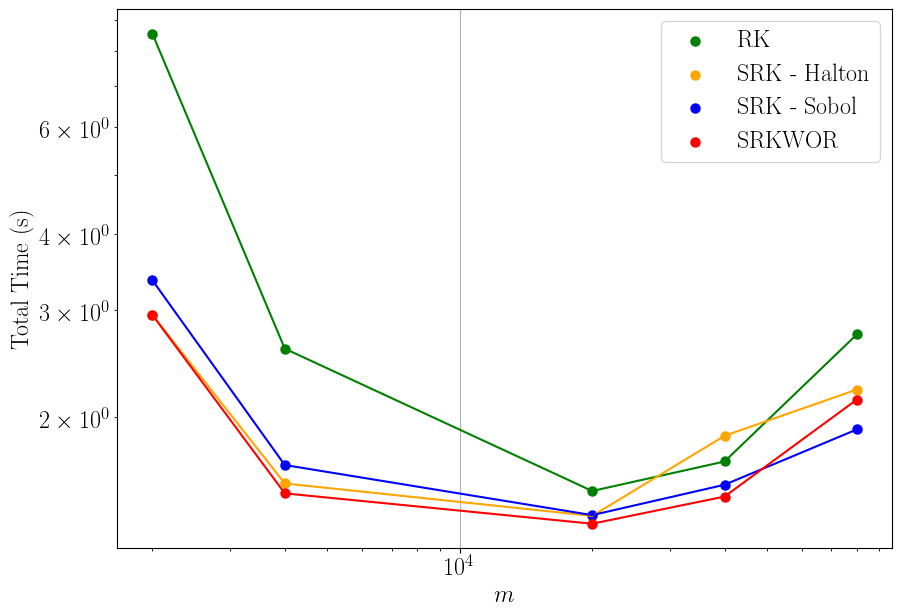 RK
SRK - Halton
SRK - Sobol
SRKWOR
6 × 10⁰
4 × 10⁰
3 × 10⁰
2 × 10⁰
Total Time (s)
10⁴
m